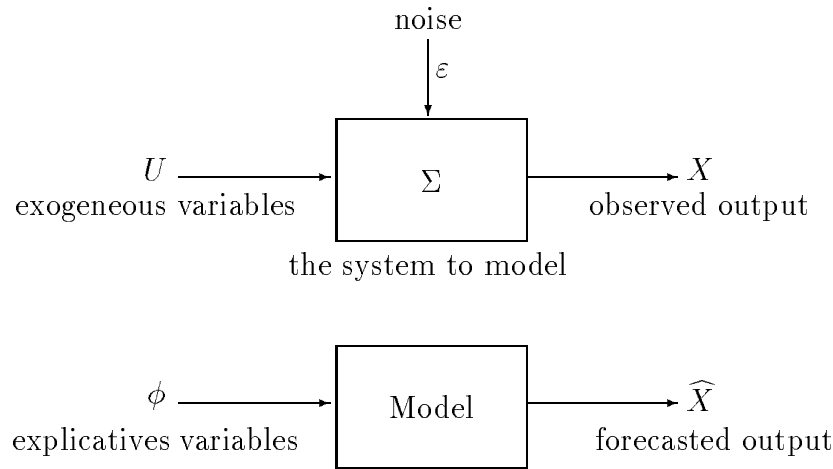 noise
ε
U Σ X
exogeneous variables observed output
the system to model
ϕ Model X̂
explicatives variables forecasted output